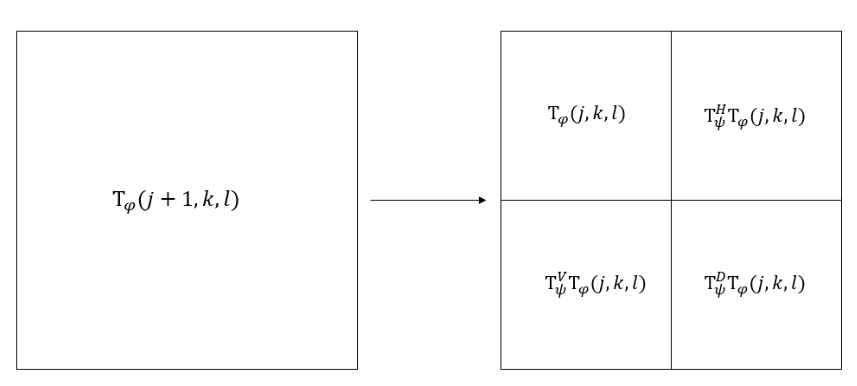 T_φ(j + 1, k, l)
T_φ(j, k, l)
T_ψ^H T_φ(j, k, l)
T_ψ^V T_φ(j, k, l)
T_ψ^D T_φ(j, k, l)